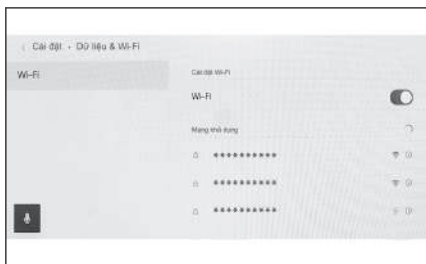 Cài đặt • Dữ liệu & Wi-Fi
Wi-Fi
Cài đặt Wi-Fi
Wi-Fi
Mạng khả dụng
**********
**********
**********